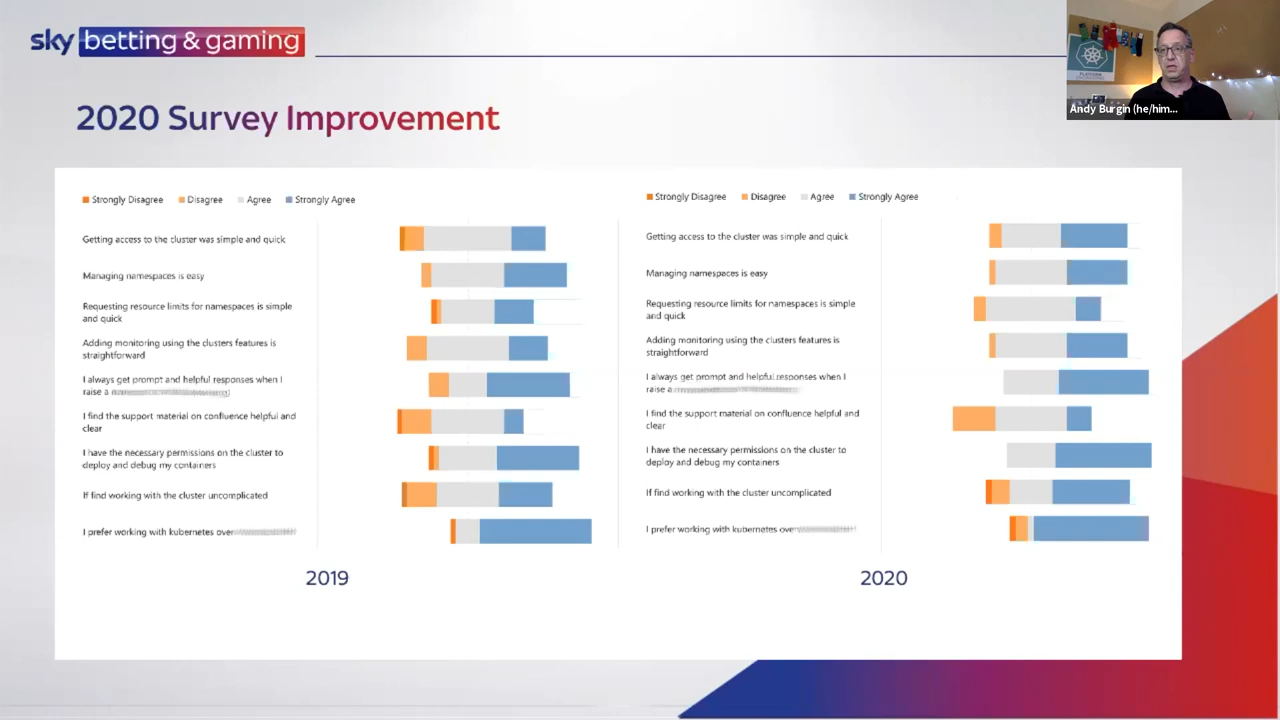 sky betting & gaming
PLATFORM
Andy Burgin (he/him...
2020 Survey Improvement
Strongly Disagree Disagree Agree Strongly Agree
Getting access to the cluster was simple and quick
Managing namespaces is easy
Requesting resource limits for namespaces is simple
and quick
Adding monitoring using the clusters features is
straightforward
I always get prompt and helpful responses when I
raise a
I find the support material on confluence helpful and
clear
I have the necessary permissions on the cluster to
deploy and debug my containers
If find working with the cluster uncomplicated
I prefer working with kubernetes over
2019
Strongly Disagree Disagree Agree Strongly Agree
Getting access to the cluster was simple and quick
Managing namespaces is easy
Requesting resource limits for namespaces is simple
and quick
Adding monitoring using the clusters features is
straightforward
I always get prompt and helpful responses when I
raise a
I find the support material on confluence helpful and
clear
I have the necessary permissions on the cluster to
deploy and debug my containers
If find working with the cluster uncomplicated
I prefer working with kubernetes over
2020